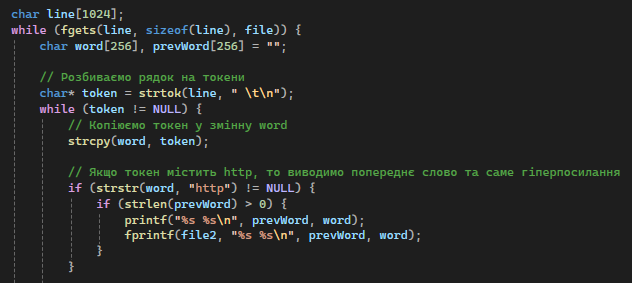 char line[1024];
while (fgets(line, sizeof(line), file)) {
    char word[256], prevWord[256] = "";

    // Розбиваємо рядок на токени
    char* token = strtok(line, " \t\n");
    while (token != NULL) {
        // Копіюємо токен у змінну word
        strcpy(word, token);

        // Якщо токен містить http, то виводимо попереднє слово та саме гіперпосилання
        if (strstr(word, "http") != NULL) {
            if (strlen(prevWord) > 0) {
                printf("%s %s\n", prevWord, word);
                fprintf(file2, "%s %s\n", prevWord, word);
            }
        }